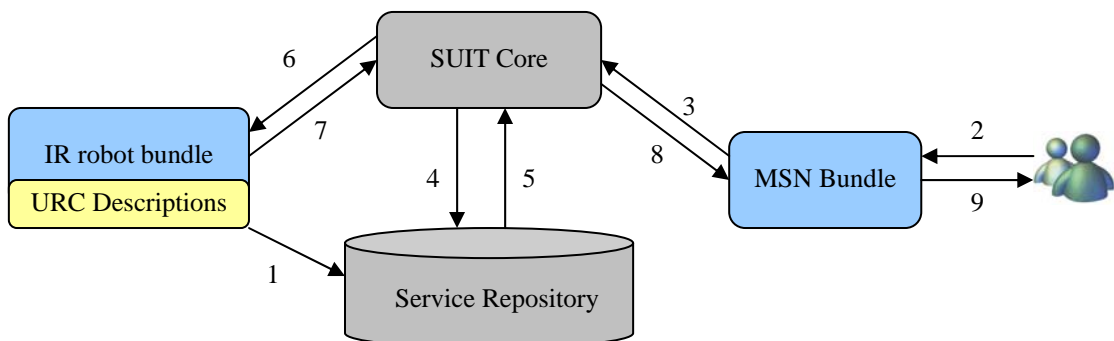 SUIT Core
6
7
3
8
2
9
IR robot bundle
URC Descriptions
MSN Bundle
4
5
1
Service Repository